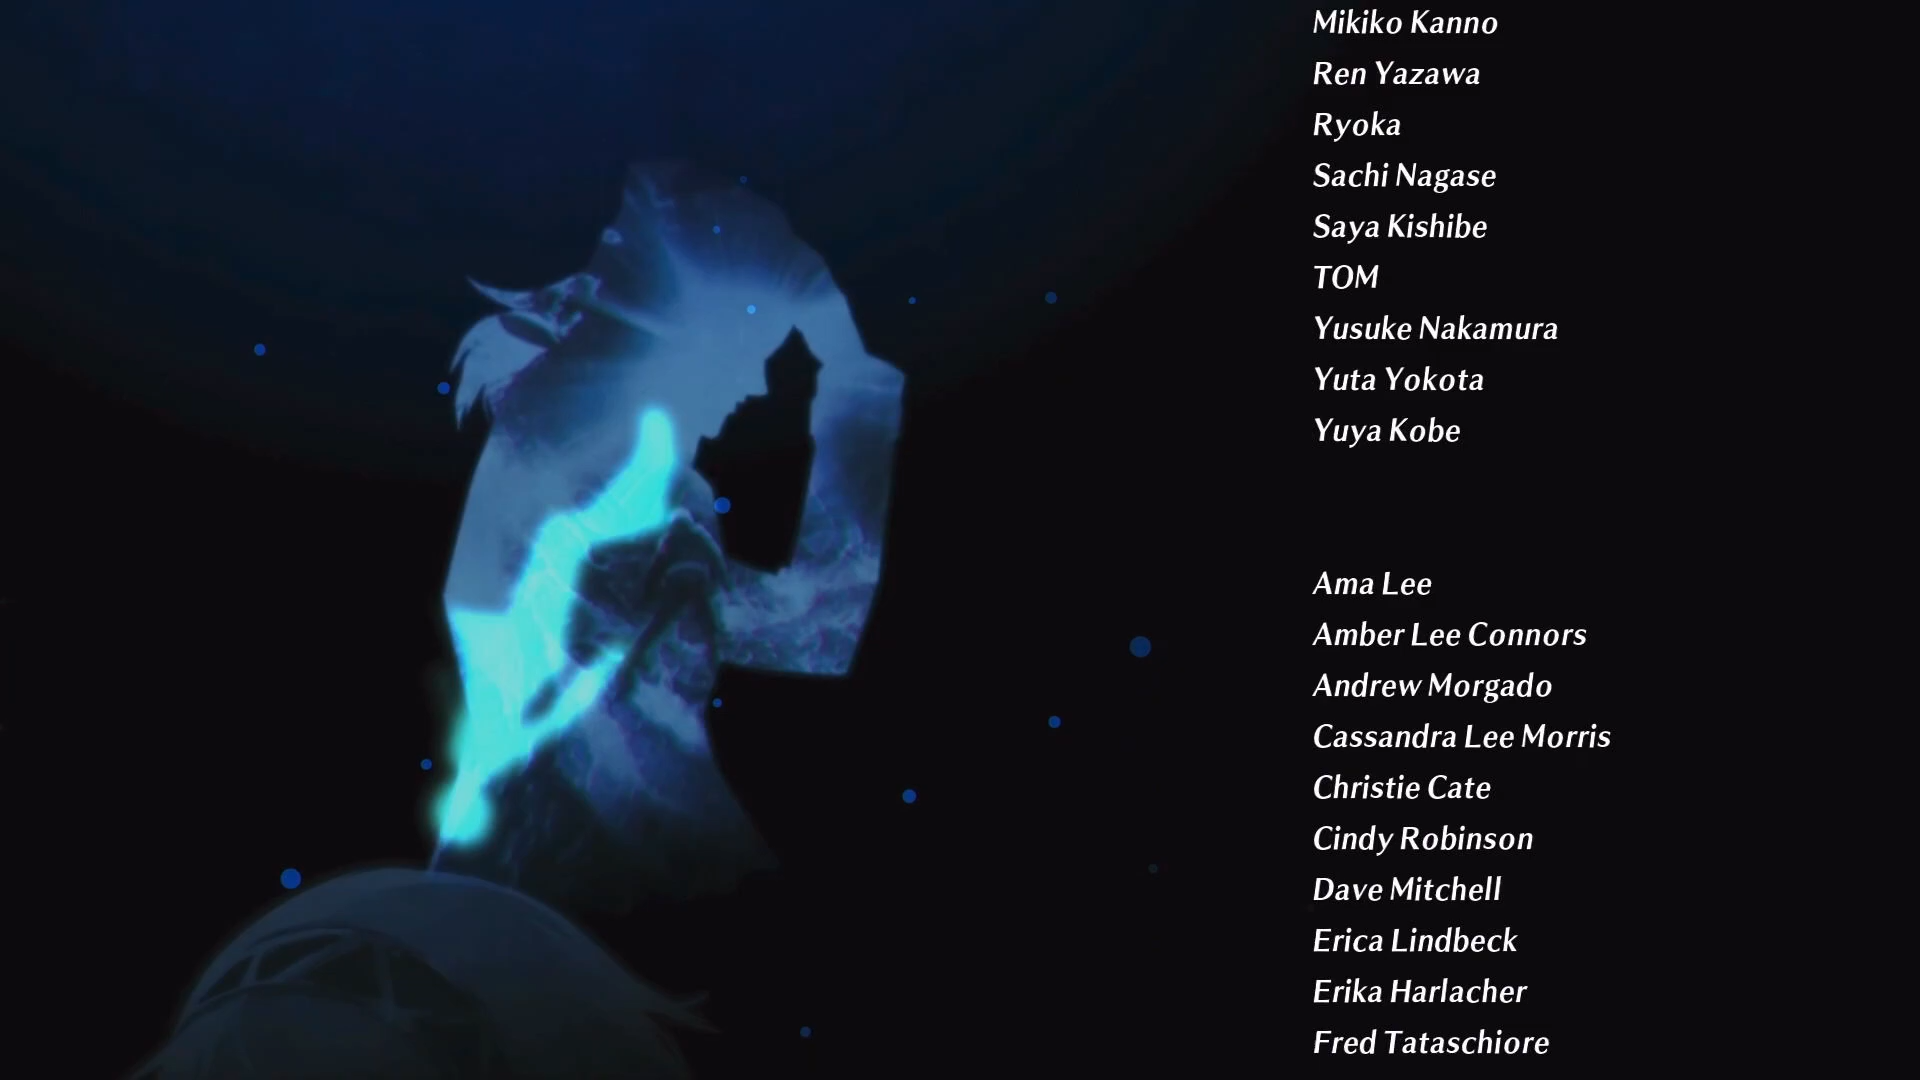 Mikiko Kanno
Ren Yazawa
Ryoka
Sachi Nagase
Saya Kishibe
TOM
Yusuke Nakamura
Yuta Yokota
Yuya Kobe
Ama Lee
Amber Lee Connors
Andrew Morgado
Cassandra Lee Morris
Christie Cate
Cindy Robinson
Dave Mitchell
Erica Lindbeck
Erika Harlacher
Fred Tataschiore